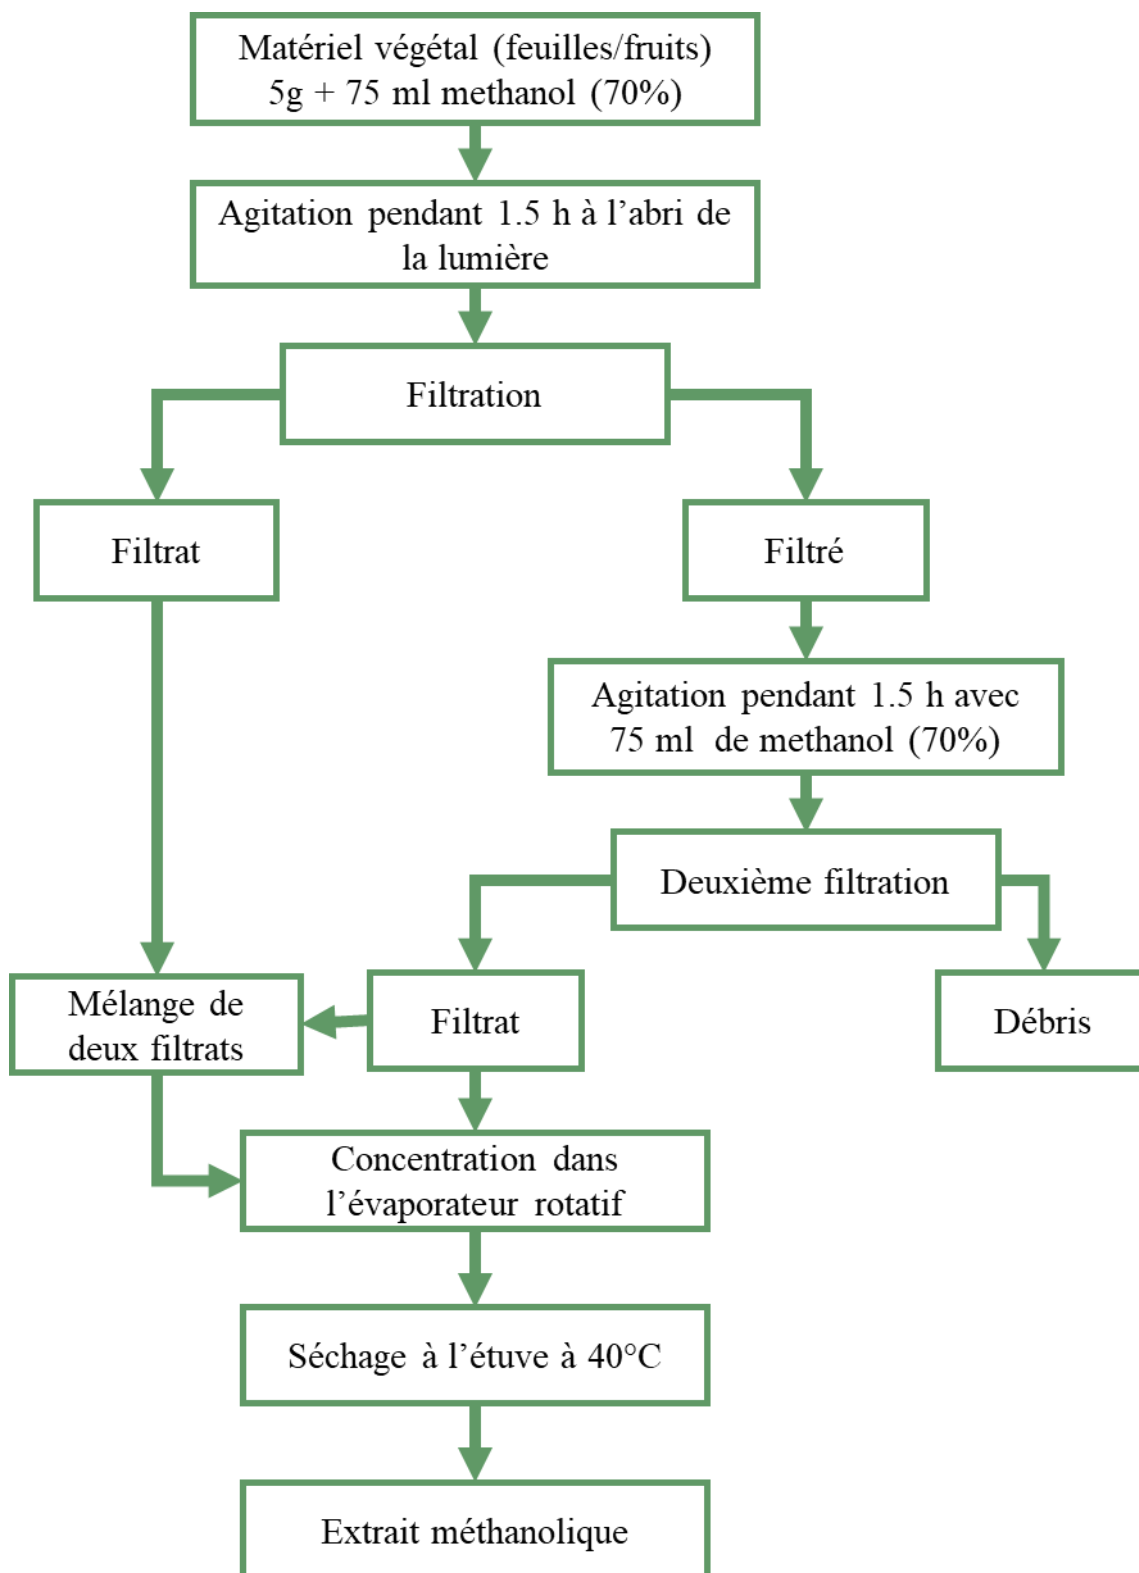 Matériel végétal (feuilles/fruits)
5g + 75 ml methanol (70%)
Agitation pendant 1.5 h à l’abri de
la lumière
Filtration
Filtrat
Filtré
Agitation pendant 1.5 h avec
75 ml de methanol (70%)
Deuxième filtration
Mélange de
deux filtrats
Filtrat
Débris
Concentration dans
l’évaporateur rotatif
Séchage à l’étuve à 40°C
Extrait méthanolique